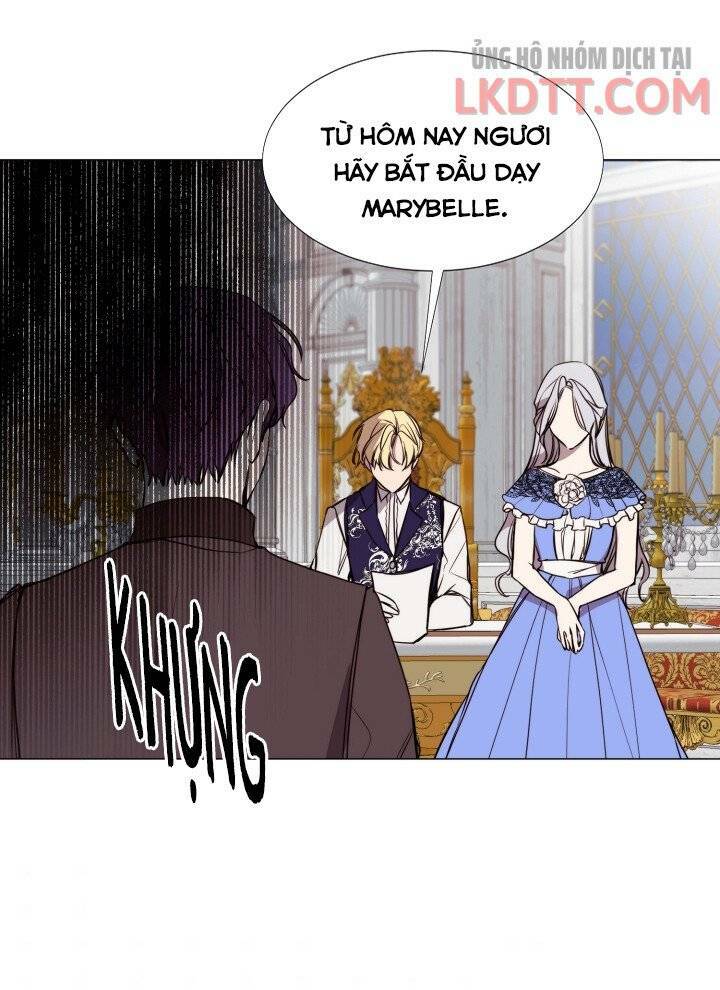 ỦNG HỘ NHÓM DỊCH TẠI
LKDTT.COM
TỪ HÔM NAY NGƯƠI
HÃY BẮT ĐẦU DẠY
MARYBELLE.
KHỰNG